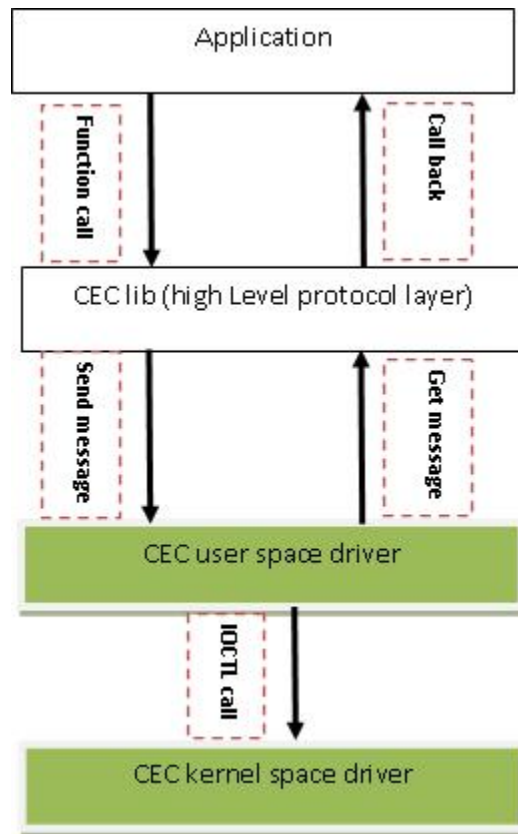 Application
Function call
Call back
CEC lib (high Level protocol layer)
Send message
Get message
CEC user space driver
IOCTL call
CEC kernel space driver